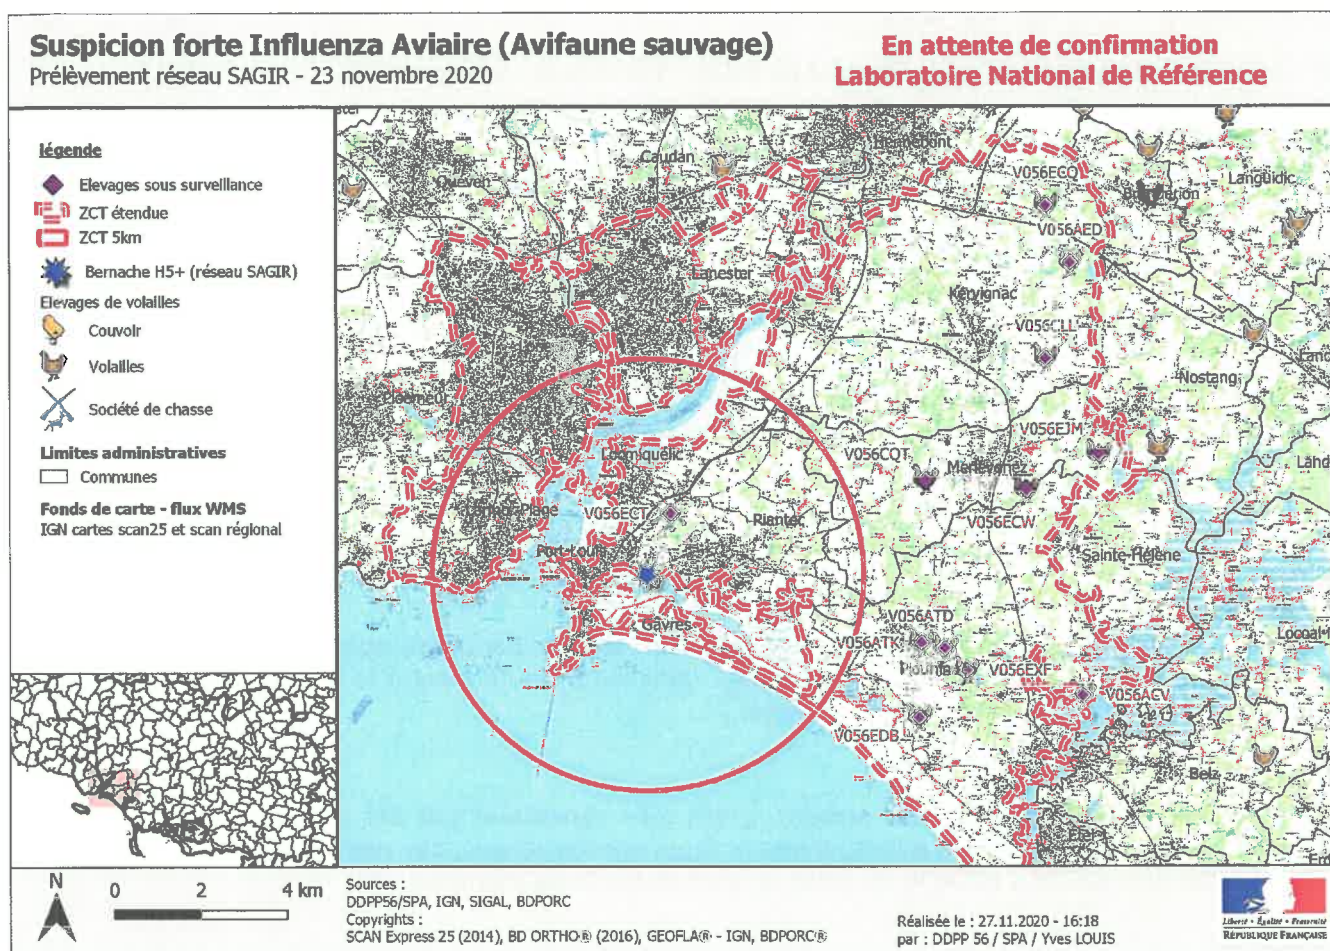 Suspicion forte Influenza Aviaire (Avifaune sauvage)
Prélèvement réseau SAGIR - 23 novembre 2020
En attente de confirmation
Laboratoire National de Référence
légende
Elevages sous surveillance
ZCT étendue
ZCT 5km
Bernache H5+ (réseau SAGIR)
Elevages de volailles
Couvoir
Volailles
Société de chasse
Limites administratives
Communes
Fonds de carte - flux WMS
IGN cartes scan25 et scan régional
Caudan
Hennebont
Quéven
V056ECQ
Languidic
V056AED
Lanester
Kervignac
V056CLL
Nostang
Ploemeur
V056EJM
Locmiquélic
V056CQT
Merlevenez
Larmor-Plage
V056ECT
Riantec
V056ECW
Port-Louis
Sainte-Hélène
Gâvres
V056ATD
V056ATK
Plouhinec
V056EXF
V056ACV
V056EDB
Belz
Etel
N
0 2 4 km
Sources :
DDPP56/SPA, IGN, SIGAL, BDPORC
Copyrights :
SCAN Express 25 (2014), BD ORTHO® (2016), GEOFLA® - IGN, BDPORC®
Réalisée le : 27.11.2020 - 16:18
par : DDPP 56 / SPA / Yves LOUIS
Liberté • Égalité • Fraternité
RÉPUBLIQUE FRANÇAISE